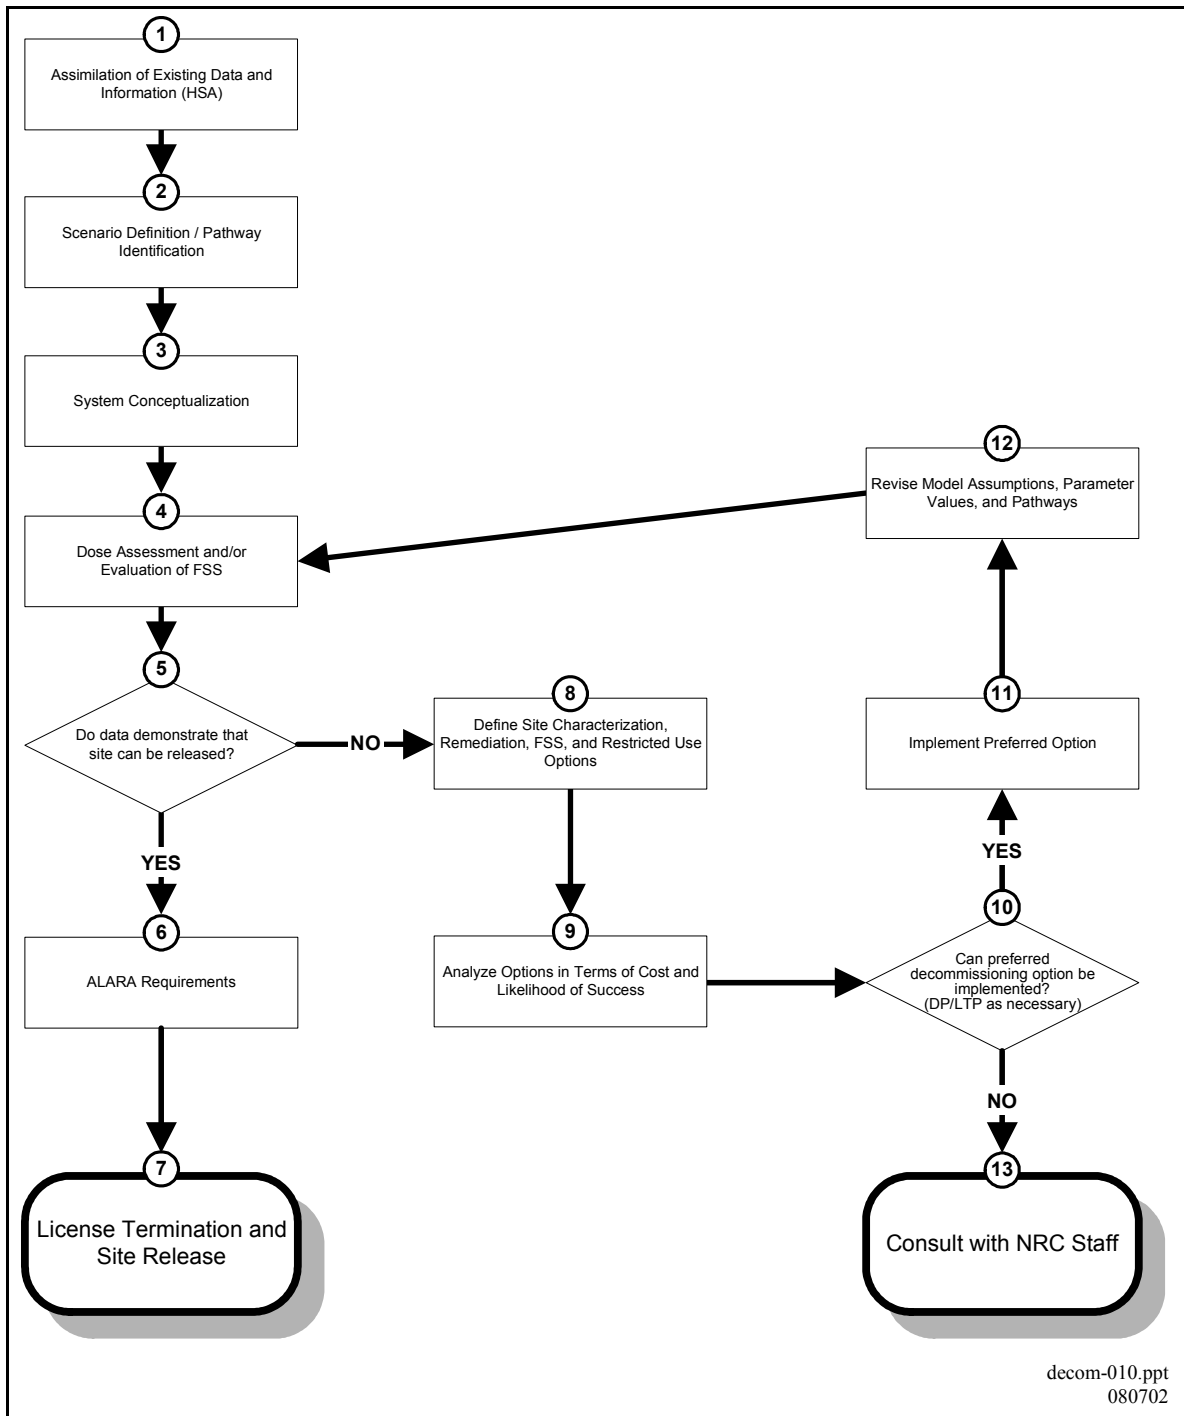 1
Assimilation of Existing Data and
Information (HSA)
2
Scenario Definition / Pathway
Identification
3
System Conceptualization
4
Dose Assessment and/or
Evaluation of FSS
5
Do data demonstrate that
site can be released?
NO
YES
6
ALARA Requirements
7
License Termination and
Site Release
8
Define Site Characterization,
Remediation, FSS, and Restricted Use
Options
9
Analyze Options in Terms of Cost and
Likelihood of Success
10
Can preferred
decommissioning option be
implemented?
(DP/LTP as necessary)
YES
NO
11
Implement Preferred Option
12
Revise Model Assumptions, Parameter
Values, and Pathways
13
Consult with NRC Staff
decom-010.ppt
080702